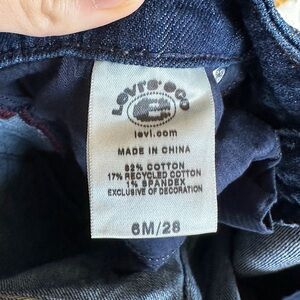 Levi's eco
e
levi.com
MADE IN CHINA
82% COTTON
17% RECYCLED COTTON
1% SPANDEX
EXCLUSIVE OF DECORATION
6M/28